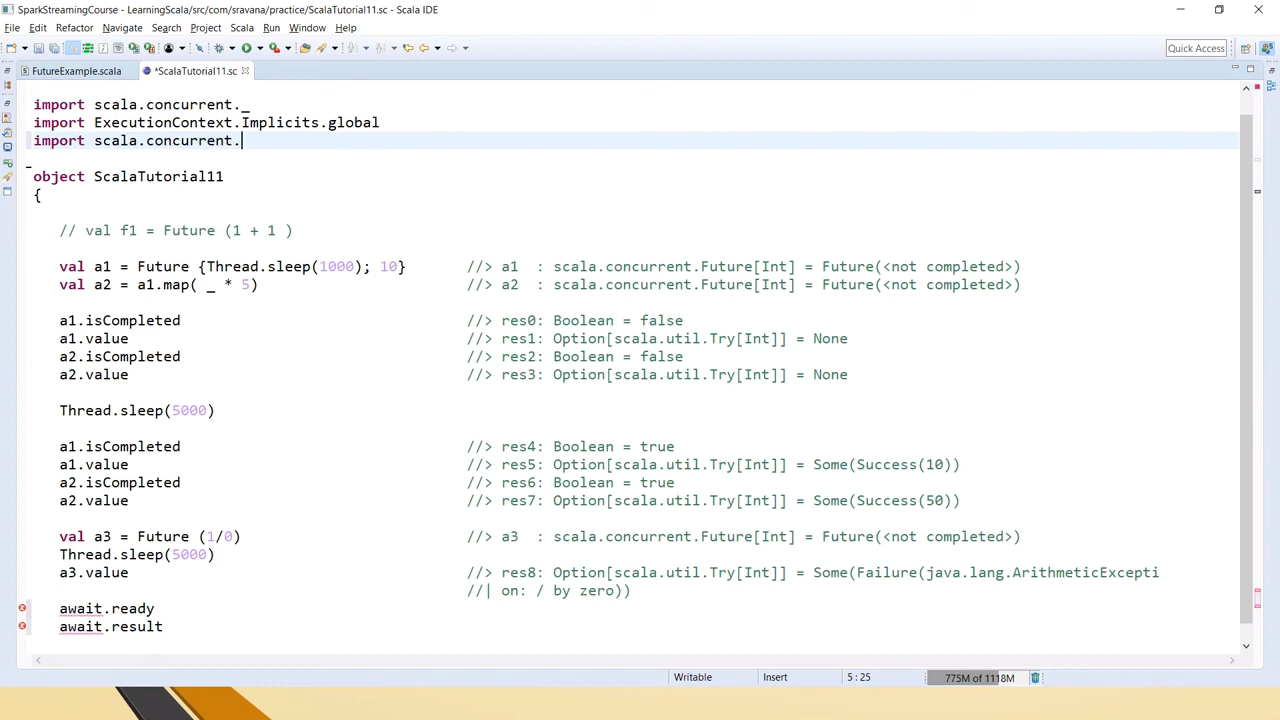 SparkStreamingCourse - LearningScala/src/com/sravana/practice/ScalaTutorial11.sc - Scala IDE
File Edit Refactor Navigate Search Project Scala Run Window Help
Quick Access
FutureExample.scala *ScalaTutorial11.sc
import scala.concurrent._
import ExecutionContext.Implicits.global
import scala.concurrent.
object ScalaTutorial11
{
// val f1 = Future (1 + 1 )
val a1 = Future {Thread.sleep(1000); 10} //> a1 : scala.concurrent.Future[Int] = Future(<not completed>)
val a2 = a1.map( _ * 5) //> a2 : scala.concurrent.Future[Int] = Future(<not completed>)
a1.isCompleted //> res0: Boolean = false
a1.value //> res1: Option[scala.util.Try[Int]] = None
a2.isCompleted //> res2: Boolean = false
a2.value //> res3: Option[scala.util.Try[Int]] = None
Thread.sleep(5000)
a1.isCompleted //> res4: Boolean = true
a1.value //> res5: Option[scala.util.Try[Int]] = Some(Success(10))
a2.isCompleted //> res6: Boolean = true
a2.value //> res7: Option[scala.util.Try[Int]] = Some(Success(50))
val a3 = Future (1/0) //> a3 : scala.concurrent.Future[Int] = Future(<not completed>)
Thread.sleep(5000)
a3.value //> res8: Option[scala.util.Try[Int]] = Some(Failure(java.lang.ArithmeticExcepti
//| on: / by zero))
await.ready
await.result
Writable Insert 5 : 25 775M of 1118M